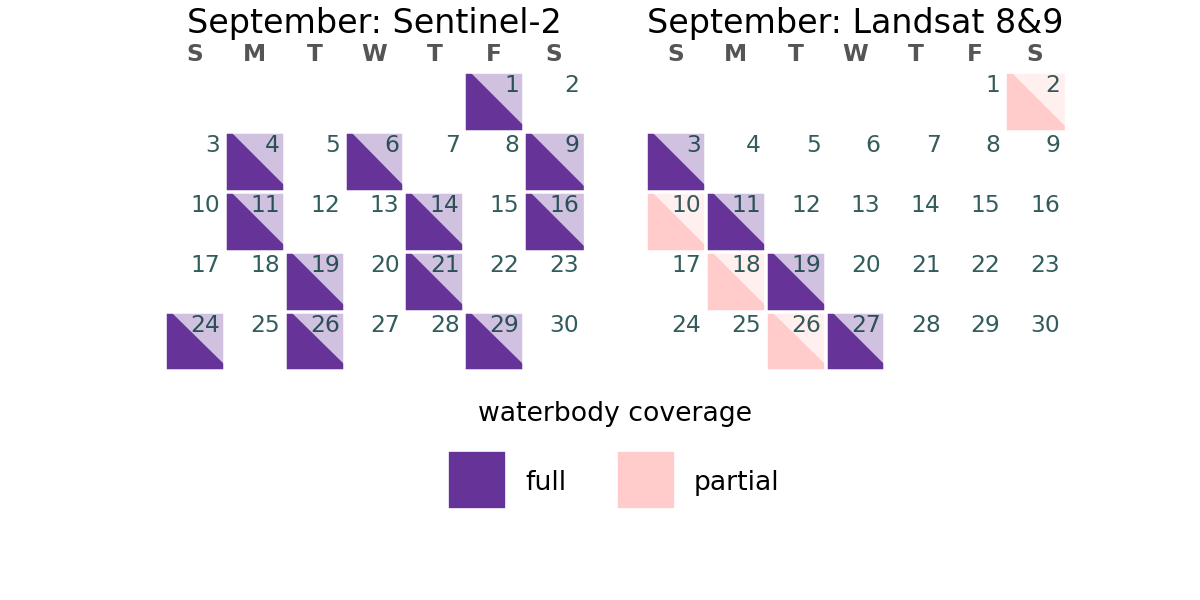 September: Sentinel-2
S M T W T F S
1 2
3 4 5 6 7 8 9
10 11 12 13 14 15 16
17 18 19 20 21 22 23
24 25 26 27 28 29 30
September: Landsat 8&9
S M T W T F S
1 2
3 4 5 6 7 8 9
10 11 12 13 14 15 16
17 18 19 20 21 22 23
24 25 26 27 28 29 30
waterbody coverage
full partial